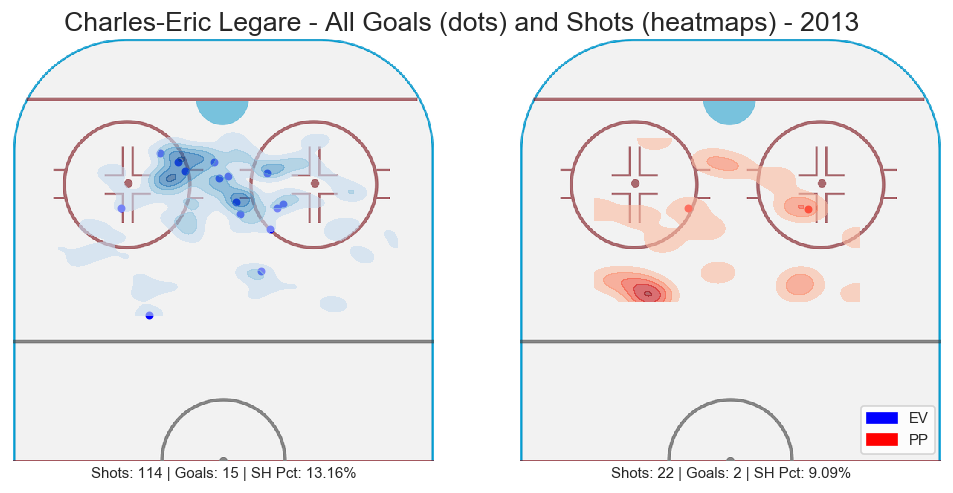 Charles-Eric Legare - All Goals (dots) and Shots (heatmaps) - 2013
EV
PP
Shots: 114 | Goals: 15 | SH Pct: 13.16%
Shots: 22 | Goals: 2 | SH Pct: 9.09%